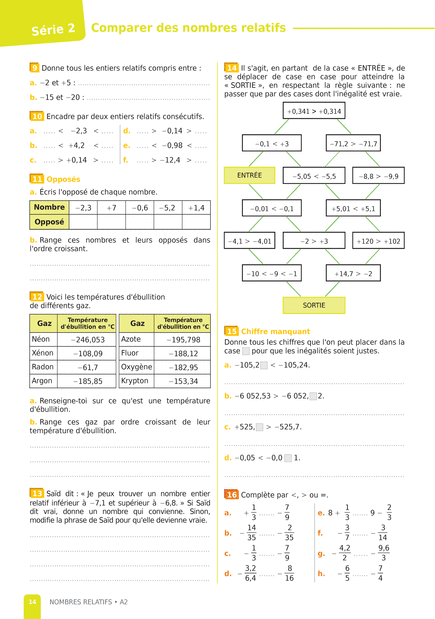 Série 2
Comparer des nombres relatifs
9 Donne tous les entiers relatifs compris entre :
a. −2 et +5 : ......................................................
b. −15 et −20 : ..................................................
10 Encadre par deux entiers relatifs consécutifs.
a. ..... < −2,3 < .....
d. ..... > −0,14 > .....
b. ..... < +4,2 < .....
e. ..... < −0,98 < .....
c. ..... > +0,14 > .....
f. ..... > −12,4 > .....
11 Opposés
a. Écris l'opposé de chaque nombre.
Nombre −2,3 +7 −0,6 −5,2 +1,4
Opposé
b. Range ces nombres et leurs opposés dans
l'ordre croissant.
......................................................................
......................................................................
12 Voici les températures d'ébullition
de différents gaz.
Gaz Température d'ébullition en °C Gaz Température d'ébullition en °C
Néon −246,053 Azote −195,798
Xénon −108,09 Fluor −188,12
Radon −61,7 Oxygène −182,95
Argon −185,85 Krypton −153,34
a. Renseigne-toi sur ce qu'est une température
d'ébullition.
b. Range ces gaz par ordre croissant de leur
température d'ébullition.
......................................................................
......................................................................
......................................................................
13 Saïd dit : « Je peux trouver un nombre entier
relatif inférieur à −7,1 et supérieur à −6,8. » Si Saïd
dit vrai, donne un nombre qui convienne. Sinon,
modifie la phrase de Saïd pour qu'elle devienne vraie.
......................................................................
......................................................................
......................................................................
......................................................................
14 Il s'agit, en partant de la case « ENTRÉE », de
se déplacer de case en case pour atteindre la
« SORTIE », en respectant la règle suivante : ne
passer que par des cases dont l'inégalité est vraie.
+0,341 > +0,314
−0,1 < +3
−71,2 > −71,7
ENTRÉE
−5,05 < −5,5
−8,8 > −9,9
−0,01 < −0,1
+5,01 < +5,1
−4,1 > −4,01
−2 > +3
+120 > +102
−10 < −9 < −1
+14,7 > −2
SORTIE
15 Chiffre manquant
Donne tous les chiffres que l'on peut placer dans la
case pour que les inégalités soient justes.
a. −105,2 < −105,24.
......................................................................
b. −6 052,53 > −6 052, 2.
......................................................................
c. +525, > −525,7.
......................................................................
d. −0,05 < −0,0 1.
......................................................................
16 Complète par <, > ou =.
a. +1/3 ...... −7/9
e. 8 + 1/3 ...... 9 − 2/3
b. −14/35 ...... −2/35
f. −3/7 ...... −3/14
c. −1/3 ...... −7/9
g. −4,2/2 ...... −9,6/3
d. −3,2/6,4 ...... −8/16
h. −6/5 ...... −7/4
14 NOMBRES RELATIFS • A2